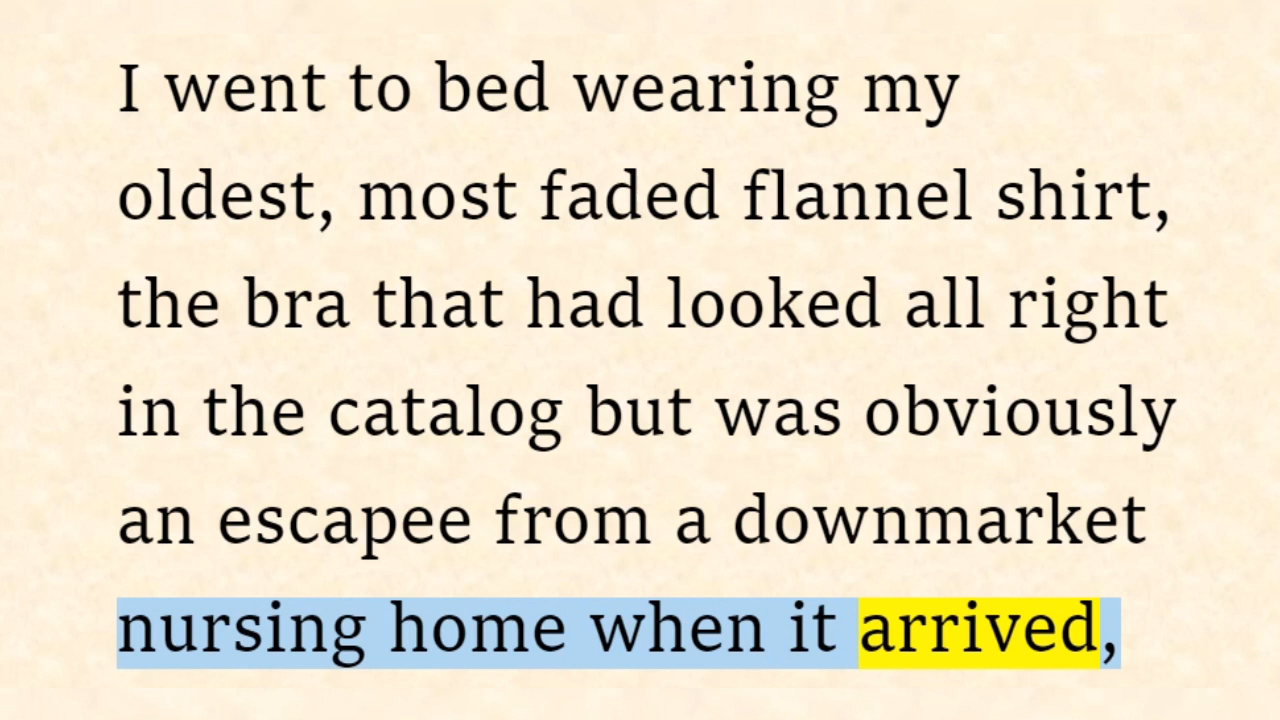 I went to bed wearing my
oldest, most faded flannel shirt,
the bra that had looked all right
in the catalog but was obviously
an escapee from a downmarket
nursing home when it arrived,